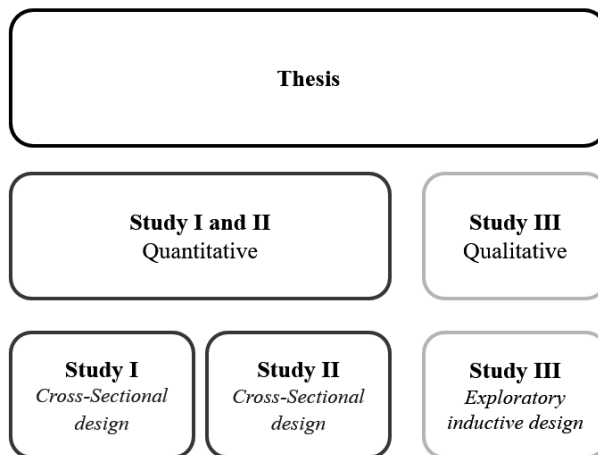 Thesis
Study I and II
Quantitative
Study III
Qualitative
Study I
Cross-Sectional
design
Study II
Cross-Sectional
design
Study III
Exploratory
inductive design